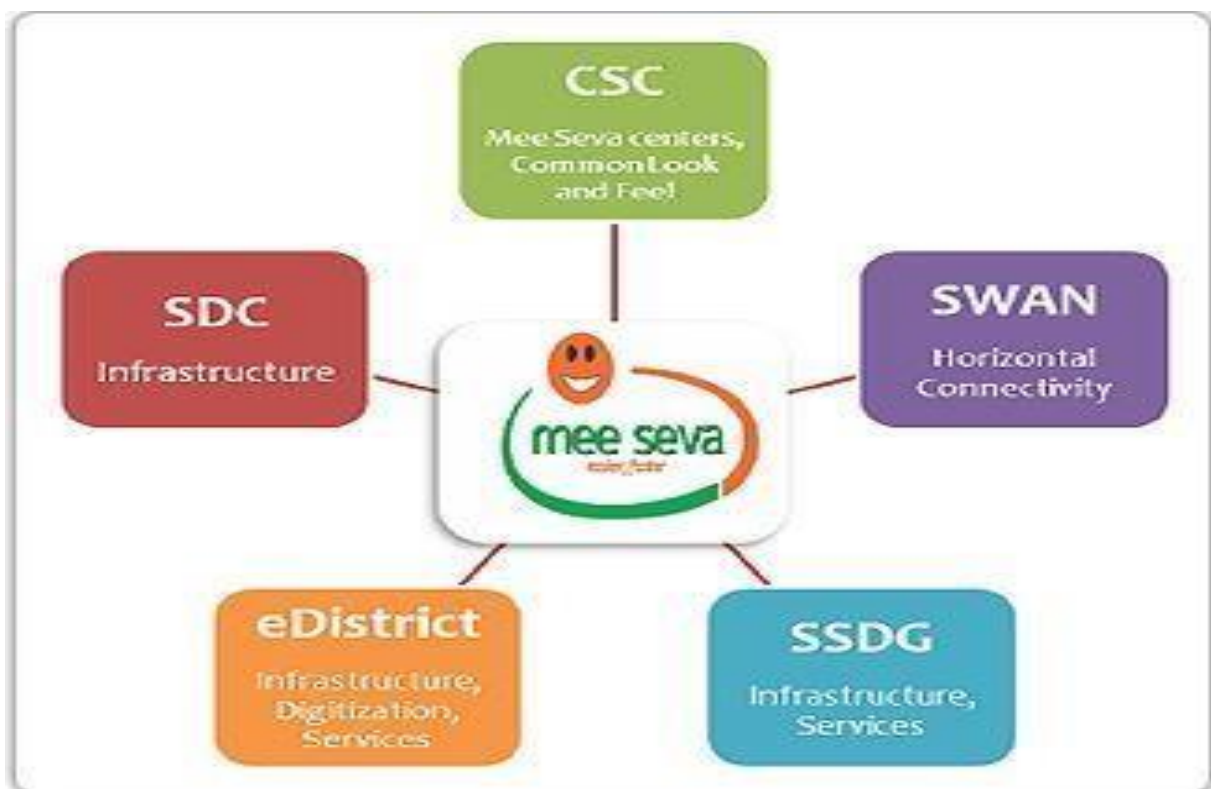 CSC
Mee Seva centers,
Common Look
and Feel
SDC
Infrastructure
SWAN
Horizontal
Connectivity
mee seva
eDistrict
Infrastructure,
Digitization,
Services
SSDG
Infrastructure,
Services